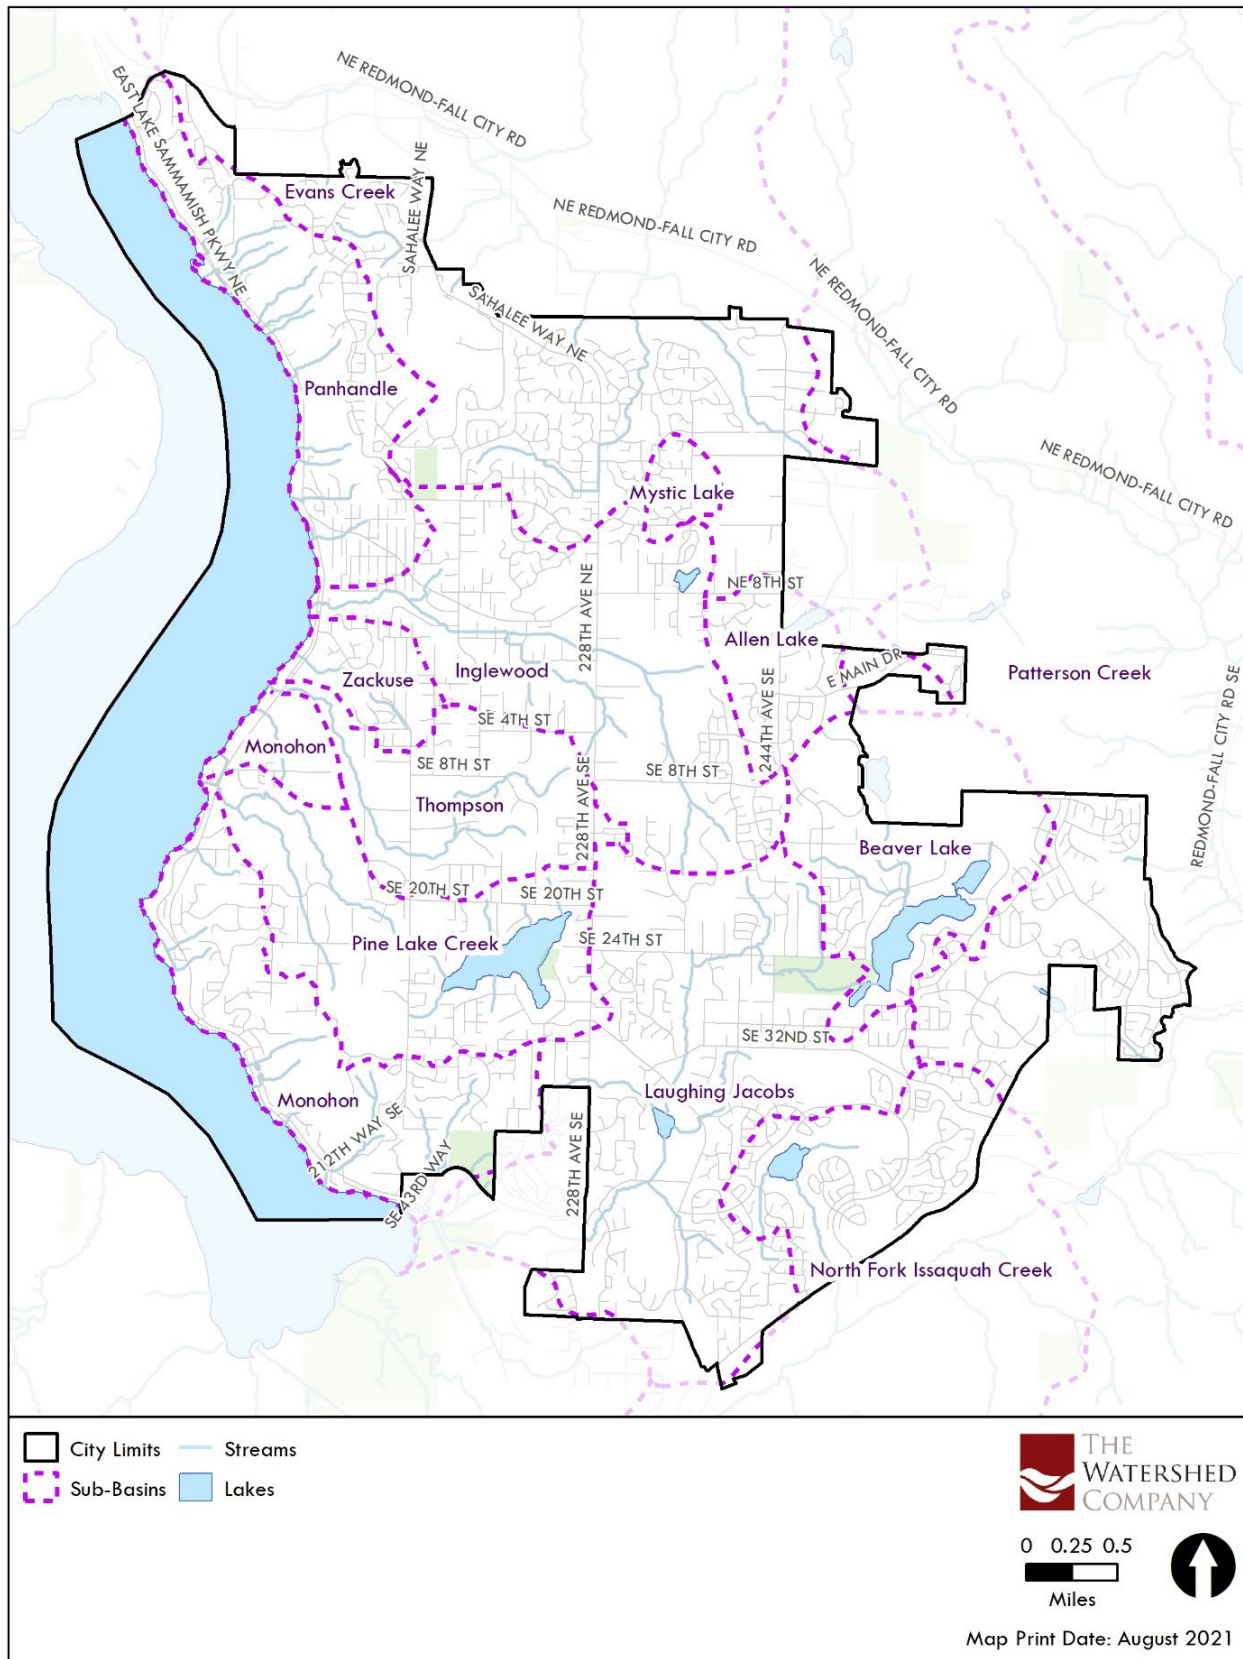 NE REDMOND-FALL CITY RD
EAST LAKE SAMMAMISH PKWY NE
SAHALEE WAY NE
Evans Creek
NE REDMOND-FALL CITY RD
NE REDMOND-FALL CITY RD
SAHALEE WAY NE
Panhandle
NE REDMOND-FALL CITY RD
Mystic Lake
228TH AVE NE
NE 8TH ST
Allen Lake
Inglewood
Zackuse
E MAIN DR
Patterson Creek
SE 4TH ST
244TH AVE SE
REDMOND-FALL CITY RD SE
Monohon
SE 8TH ST
SE 8TH ST
228TH AVE SE
Thompson
Beaver Lake
SE 20TH ST
SE 20TH ST
Pine Lake Creek
SE 24TH ST
SE 32ND ST
Laughing Jacobs
Monohon
212TH WAY SE
SE 43RD WAY
228TH AVE SE
North Fork Issaquah Creek
City Limits
Streams
Sub-Basins
Lakes
THE
WATERSHED
COMPANY
0 0.25 0.5
Miles
Map Print Date: August 2021